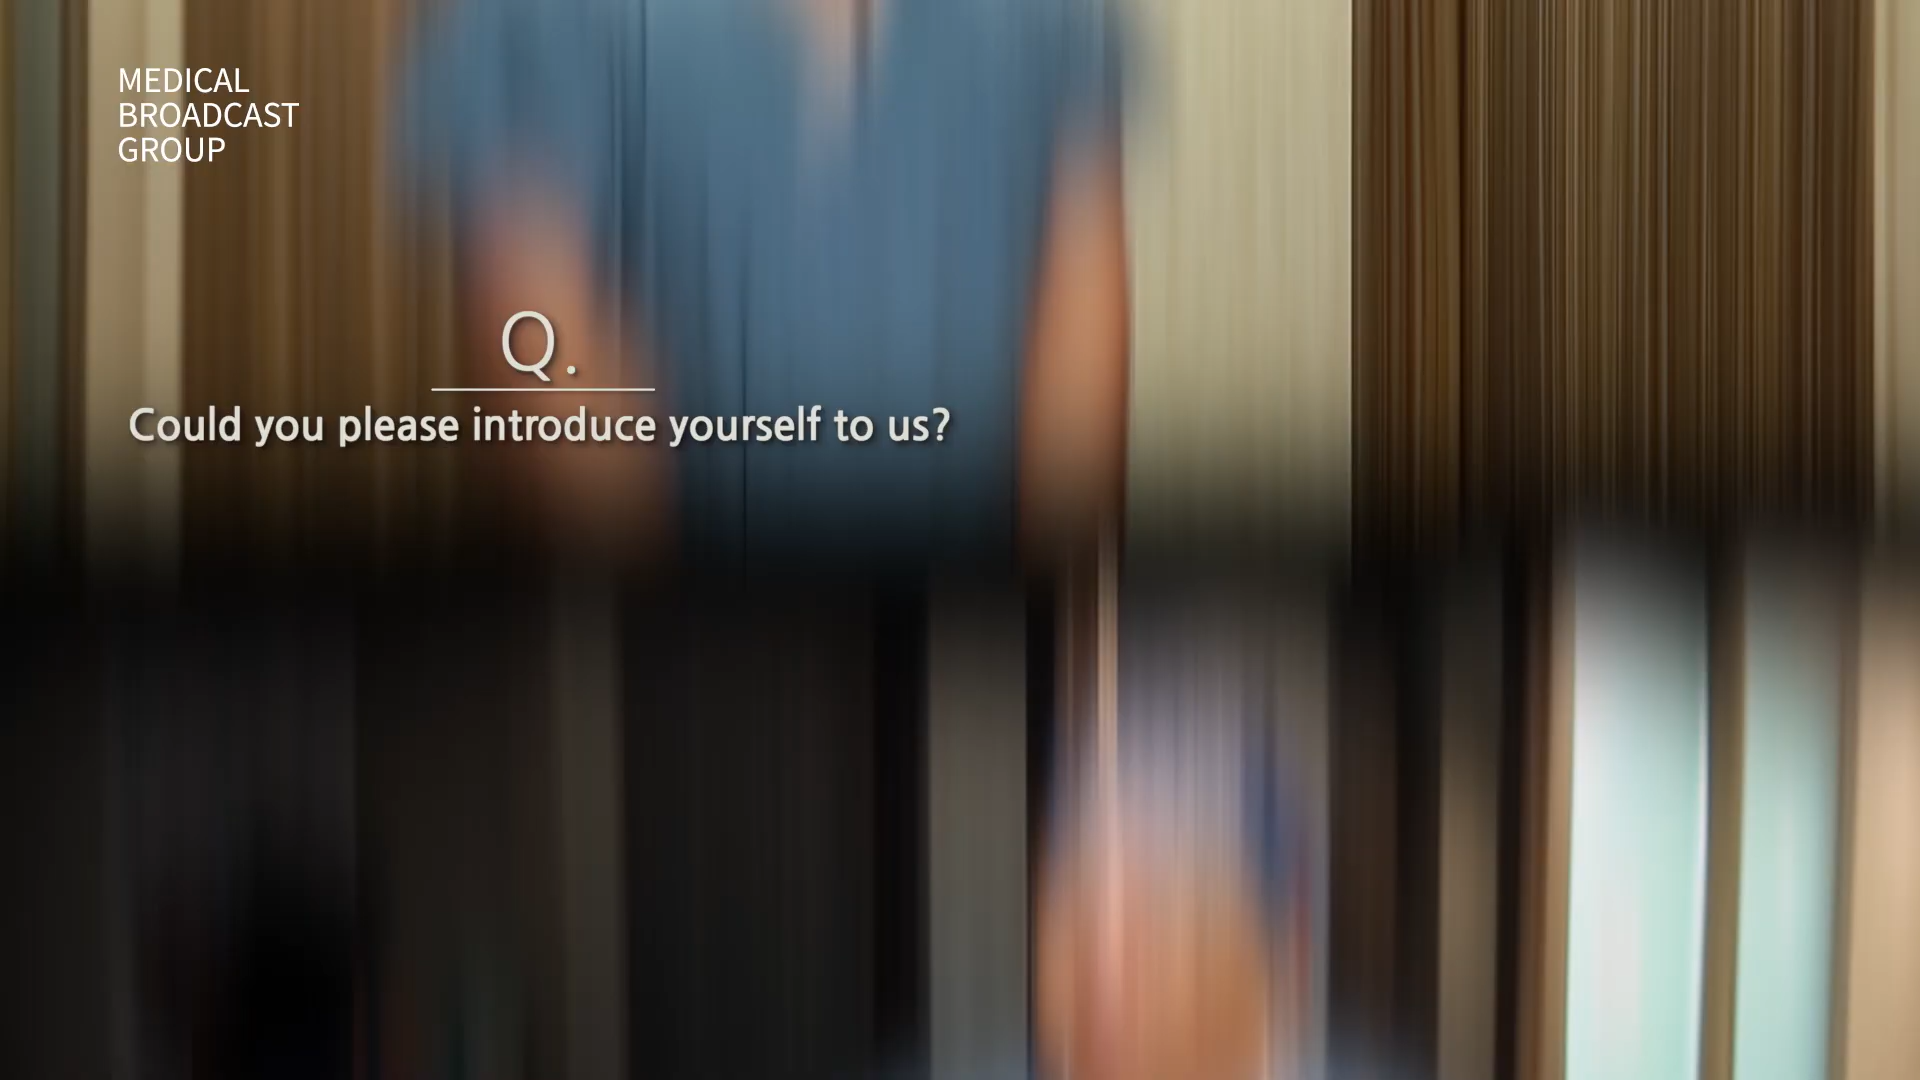 MEDICAL
BROADCAST
GROUP
Q.
Could you please introduce yourself to us?